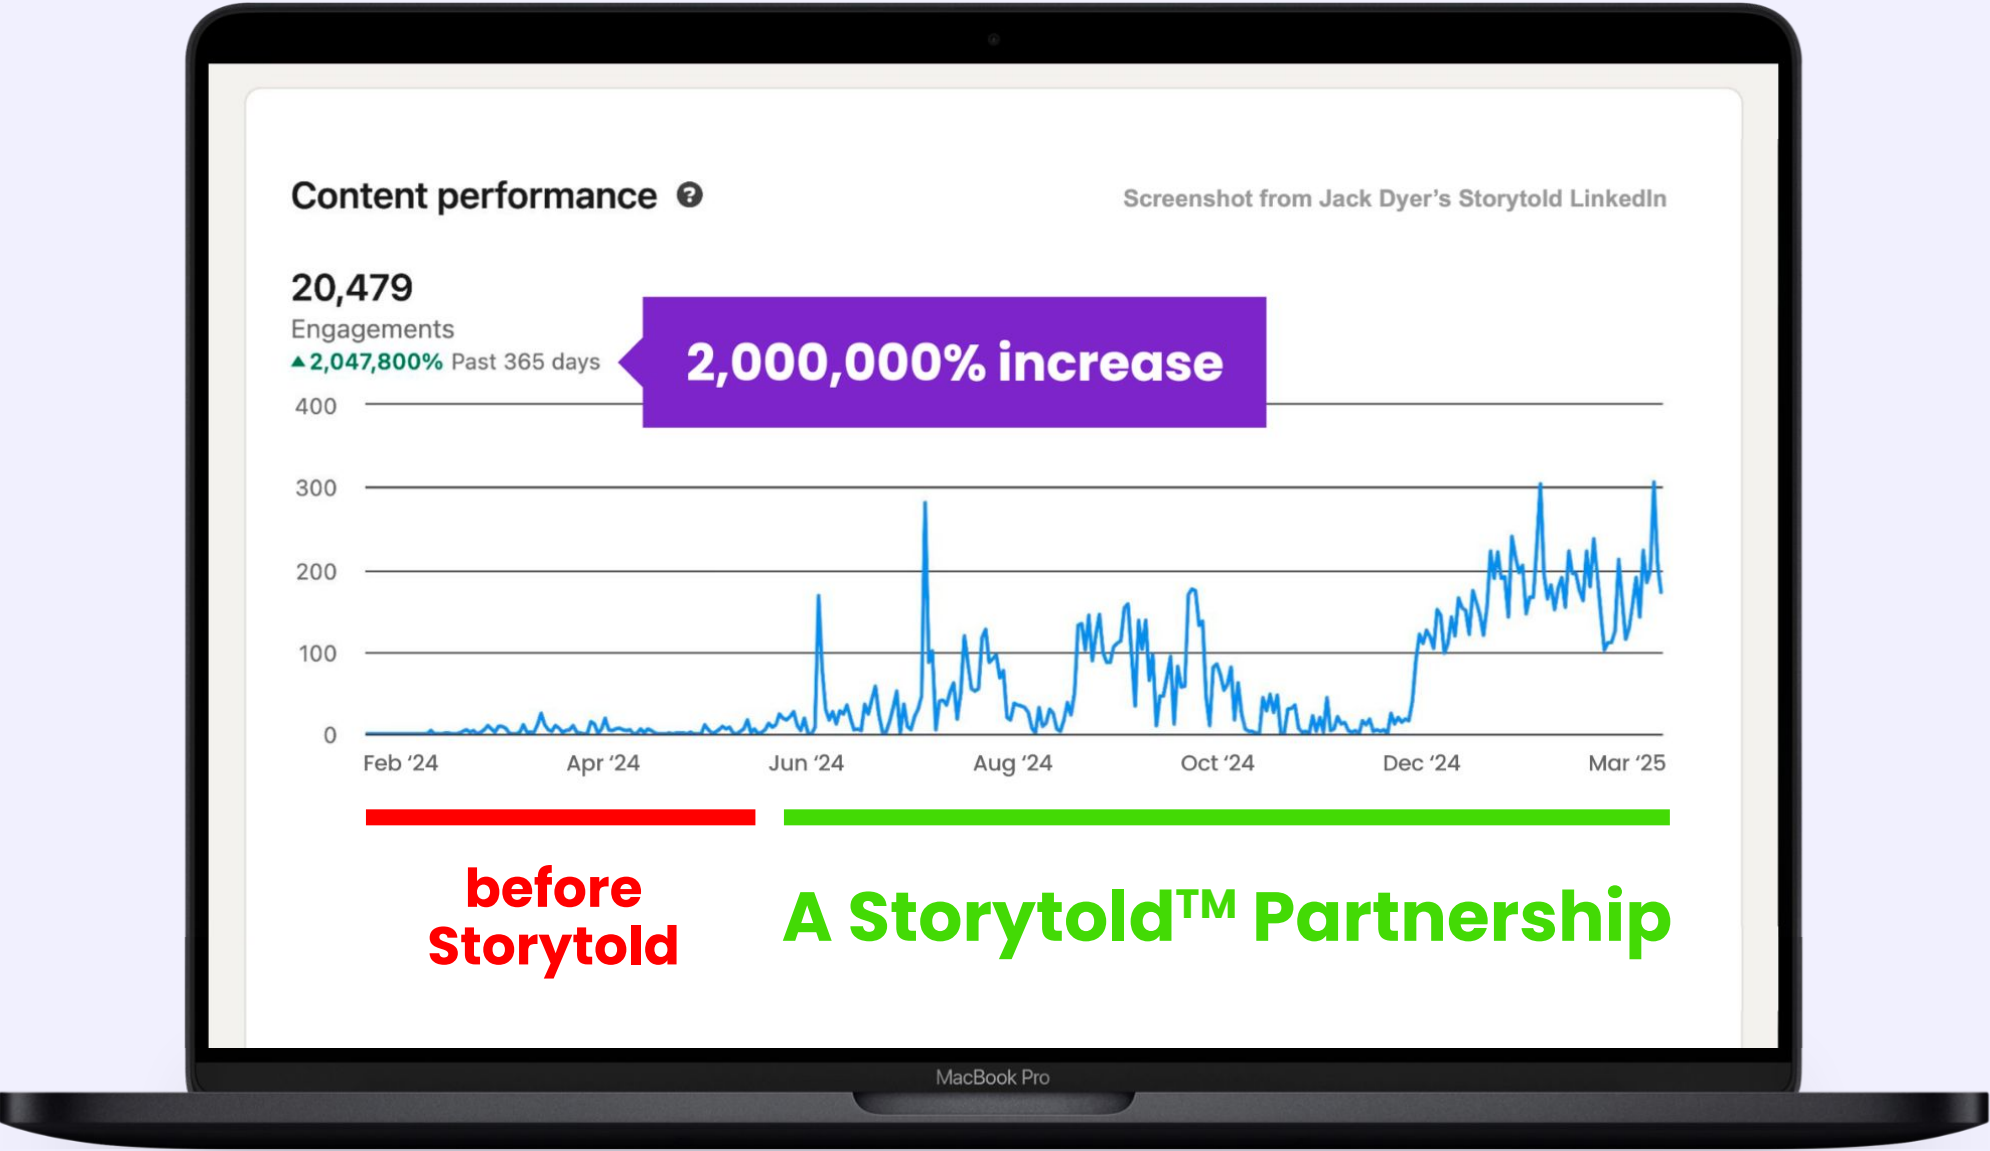 Content performance ?
Screenshot from Jack Dyer's Storytold LinkedIn
20,479
Engagements
▲2,047,800% Past 365 days
2,000,000% increase
400
300
200
100
0
Feb ‘24 Apr ‘24 Jun ‘24 Aug ‘24 Oct ‘24 Dec ‘24 Mar ‘25
before
Storytold
A Storytold™ Partnership
MacBook Pro